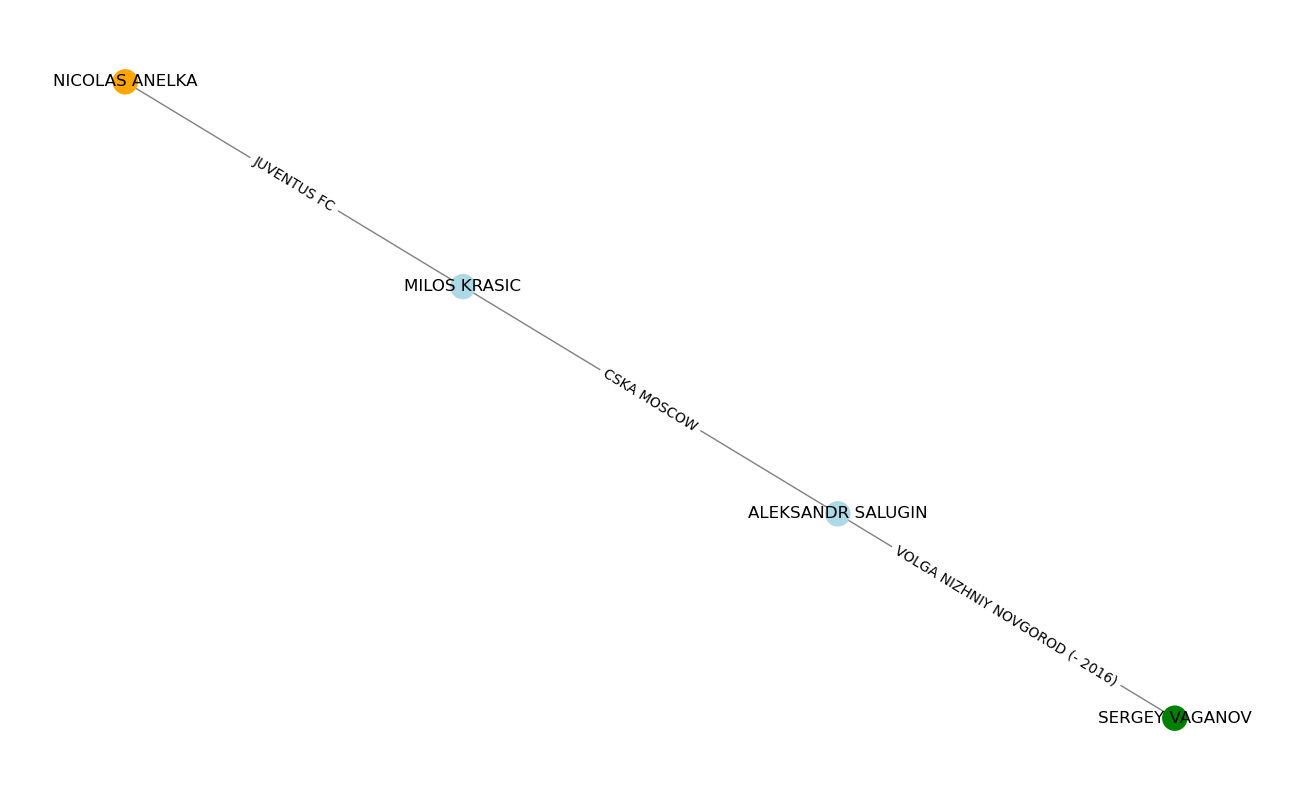 NICOLAS ANELKA
JUVENTUS FC
MILOS KRASIC
CSKA MOSCOW
ALEKSANDR SALUGIN
VOLGA NIZHNIY NOVGOROD (- 2016)
SERGEY VAGANOV